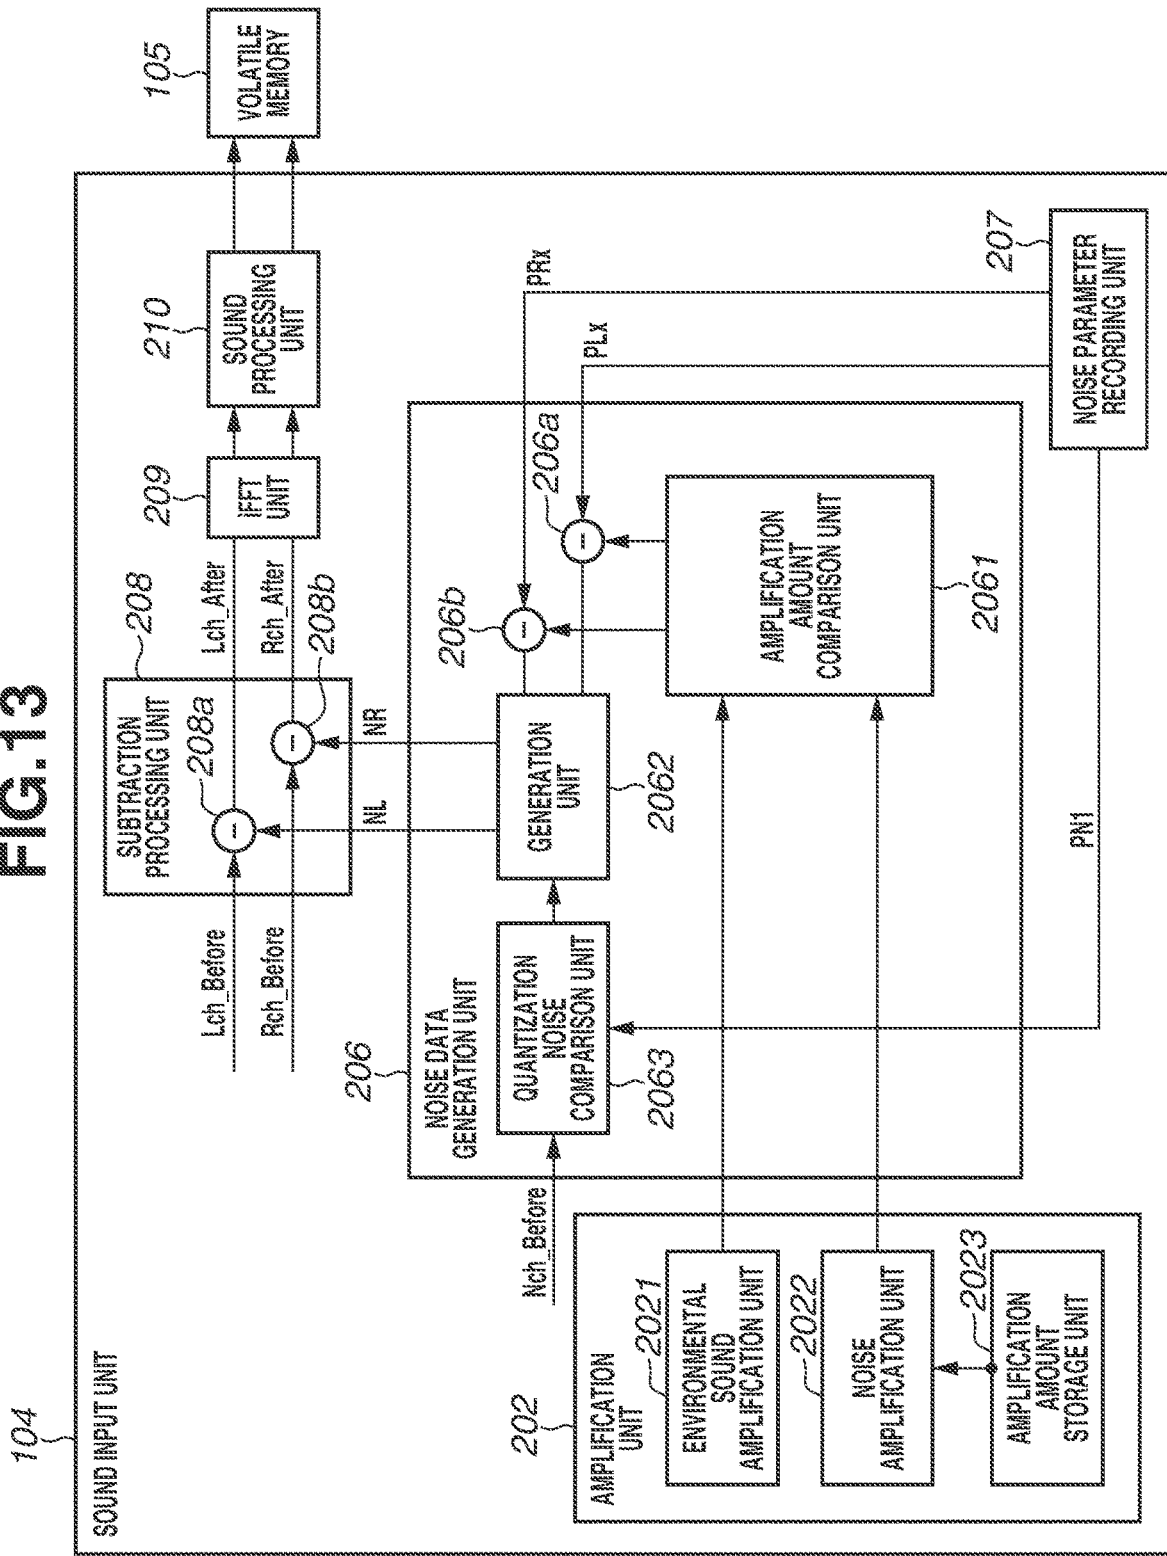 FIG.13
104
SOUND INPUT UNIT
Lch_Before
Rch_Before
SUBTRACTION
PROCESSING UNIT
208
208a
208b
Lch_After
Rch_After
209
IFFT
UNIT
210
SOUND
PROCESSING
UNIT
105
VOLATILE
MEMORY
NL
NR
206
NOISE DATA
GENERATION UNIT
Nch_Before
QUANTIZATION
NOISE
COMPARISON UNIT
2063
GENERATION
UNIT
2062
206b
206a
PRx
PLx
202
AMPLIFICATION
UNIT
ENVIRONMENTAL
SOUND
AMPLIFICATION UNIT
2021
AMPLIFICATION
AMOUNT
COMPARISON UNIT
2061
NOISE
AMPLIFICATION UNIT
2022
AMPLIFICATION
AMOUNT
STORAGE UNIT
2023
PN1
207
NOISE PARAMETER
RECORDING UNIT